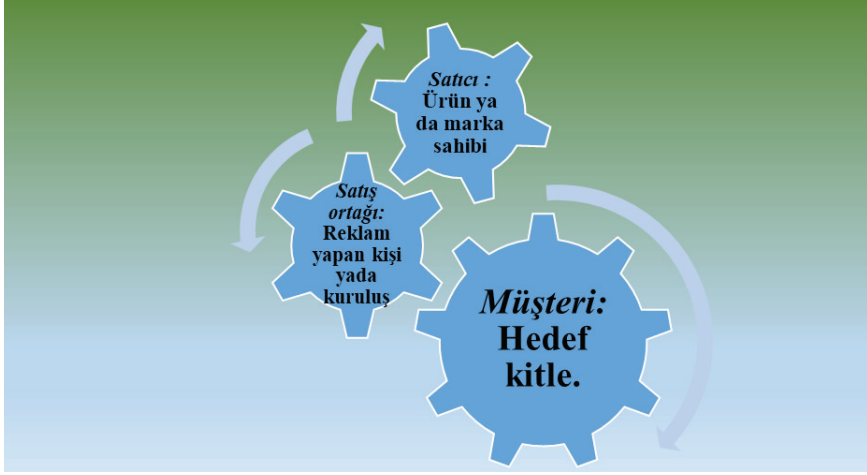 Satıcı :
Ürün ya
da marka
sahibi
Satış
ortağı:
Reklam
yapan kişi
yada
kuruluş
Müşteri:
Hedef
kitle.